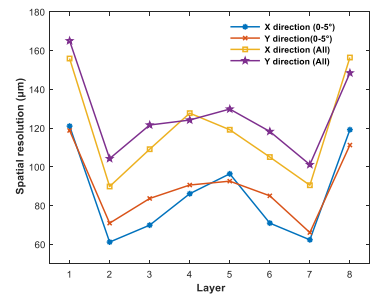 180
160
140
120
100
80
60
Spatial resolution (μm)
X direction (0-5°)
Y direction(0-5°)
X direction (All)
Y direction (All)
1 2 3 4 5 6 7 8
Layer